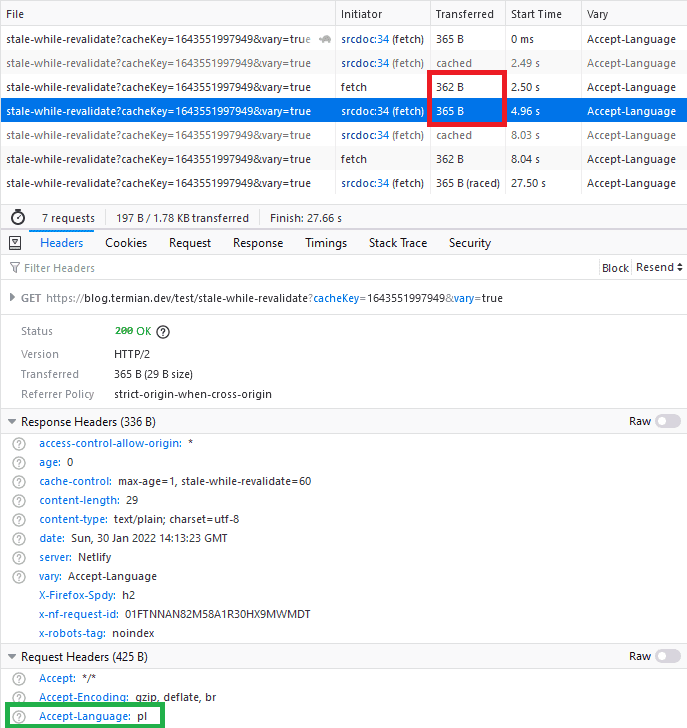 File Initiator Transferred Start Time Vary
stale-while-revalidate?cacheKey=1643551997949&vary=true srcdoc:34 (fetch) 365 B 0 ms Accept-Language
stale-while-revalidate?cacheKey=1643551997949&vary=true srcdoc:34 (fetch) cached 2.49 s Accept-Language
stale-while-revalidate?cacheKey=1643551997949&vary=true fetch 362 B 2.50 s Accept-Language
stale-while-revalidate?cacheKey=1643551997949&vary=true srcdoc:34 (fetch) 365 B 4.96 s Accept-Language
stale-while-revalidate?cacheKey=1643551997949&vary=true srcdoc:34 (fetch) cached 8.03 s Accept-Language
stale-while-revalidate?cacheKey=1643551997949&vary=true fetch 362 B 8.04 s Accept-Language
stale-while-revalidate?cacheKey=1643551997949&vary=true srcdoc:34 (fetch) 365 B (raced) 27.50 s Accept-Language
7 requests 197 B / 1.78 KB transferred Finish: 27.66 s
Headers Cookies Request Response Timings Stack Trace Security
Filter Headers Block Resend
GET https://blog.termian.dev/test/stale-while-revalidate?cacheKey=1643551997949&vary=true
Status 200 OK
Version HTTP/2
Transferred 365 B (29 B size)
Referrer Policy strict-origin-when-cross-origin
Response Headers (336 B) Raw
access-control-allow-origin: *
age: 0
cache-control: max-age=1, stale-while-revalidate=60
content-length: 29
content-type: text/plain; charset=utf-8
date: Sun, 30 Jan 2022 14:13:23 GMT
server: Netlify
vary: Accept-Language
X-Firefox-Spdy: h2
x-nf-request-id: 01FTNNAN82M58A1R30HX9MWMDT
x-robots-tag: noindex
Request Headers (425 B) Raw
Accept: */*
Accept-Encoding: gzip, deflate, br
Accept-Language: pl